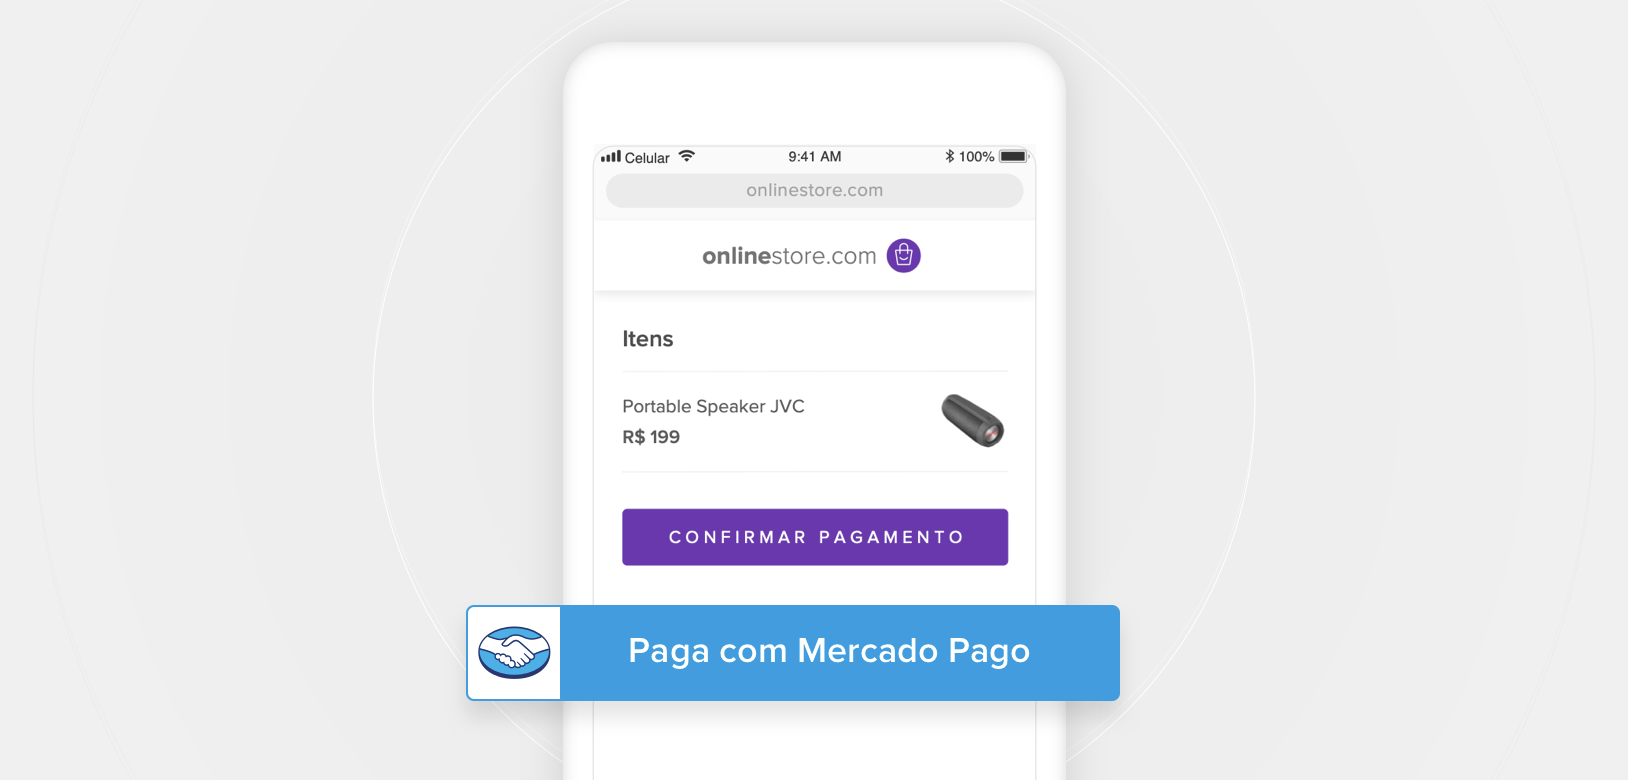 Celular 9:41 AM 100%
onlinestore.com
onlinestore.com
Itens
Portable Speaker JVC
R$ 199
CONFIRMAR PAGAMENTO
Paga com Mercado Pago